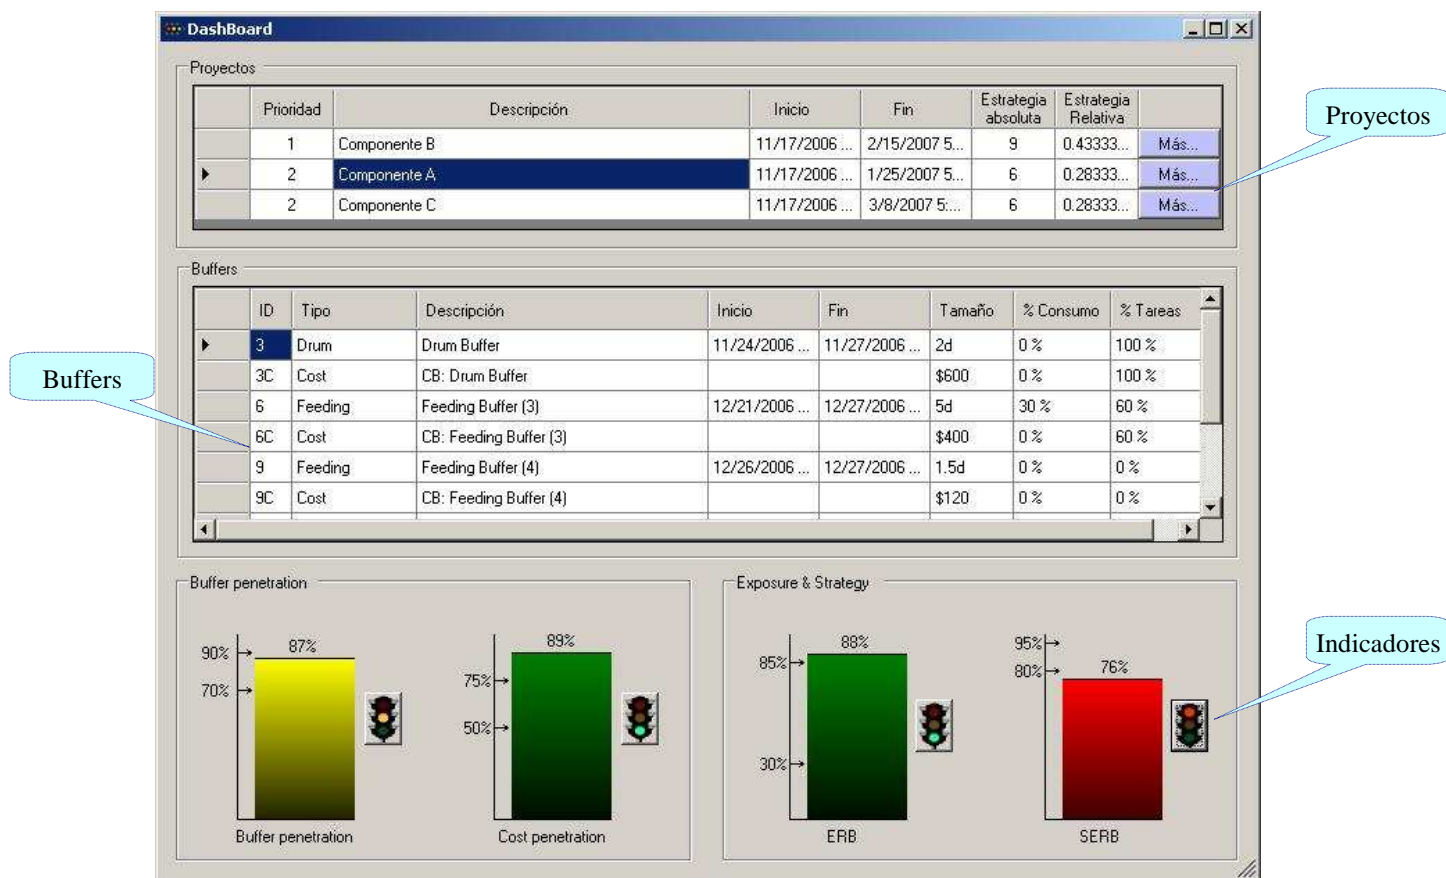 DashBoard
Proyectos
Prioridad Descripción Inicio Fin Estrategia absoluta Estrategia Relativa
1 Componente B 11/17/2006 ... 2/15/2007 5... 9 0.43333... Más...
2 Componente A 11/17/2006 ... 1/25/2007 5... 6 0.28333... Más...
2 Componente C 11/17/2006 ... 3/8/2007 5:... 6 0.28333... Más...
Proyectos
Buffers
ID Tipo Descripción Inicio Fin Tamaño % Consumo % Tareas
3 Drum Drum Buffer 11/24/2006 ... 11/27/2006 ... 2d 0 % 100 %
3C Cost CB: Drum Buffer $600 0 % 100 %
6 Feeding Feeding Buffer (3) 12/21/2006 ... 12/27/2006 ... 5d 30 % 60 %
6C Cost CB: Feeding Buffer (3) $400 0 % 60 %
9 Feeding Feeding Buffer (4) 12/26/2006 ... 12/27/2006 ... 1.5d 0 % 0 %
9C Cost CB: Feeding Buffer (4) $120 0 % 0 %
Buffers
Buffer penetration
90%
70%
87%
Buffer penetration
75%
50%
89%
Cost penetration
Exposure & Strategy
85%
30%
88%
ERB
95%
80%
76%
SERB
Indicadores